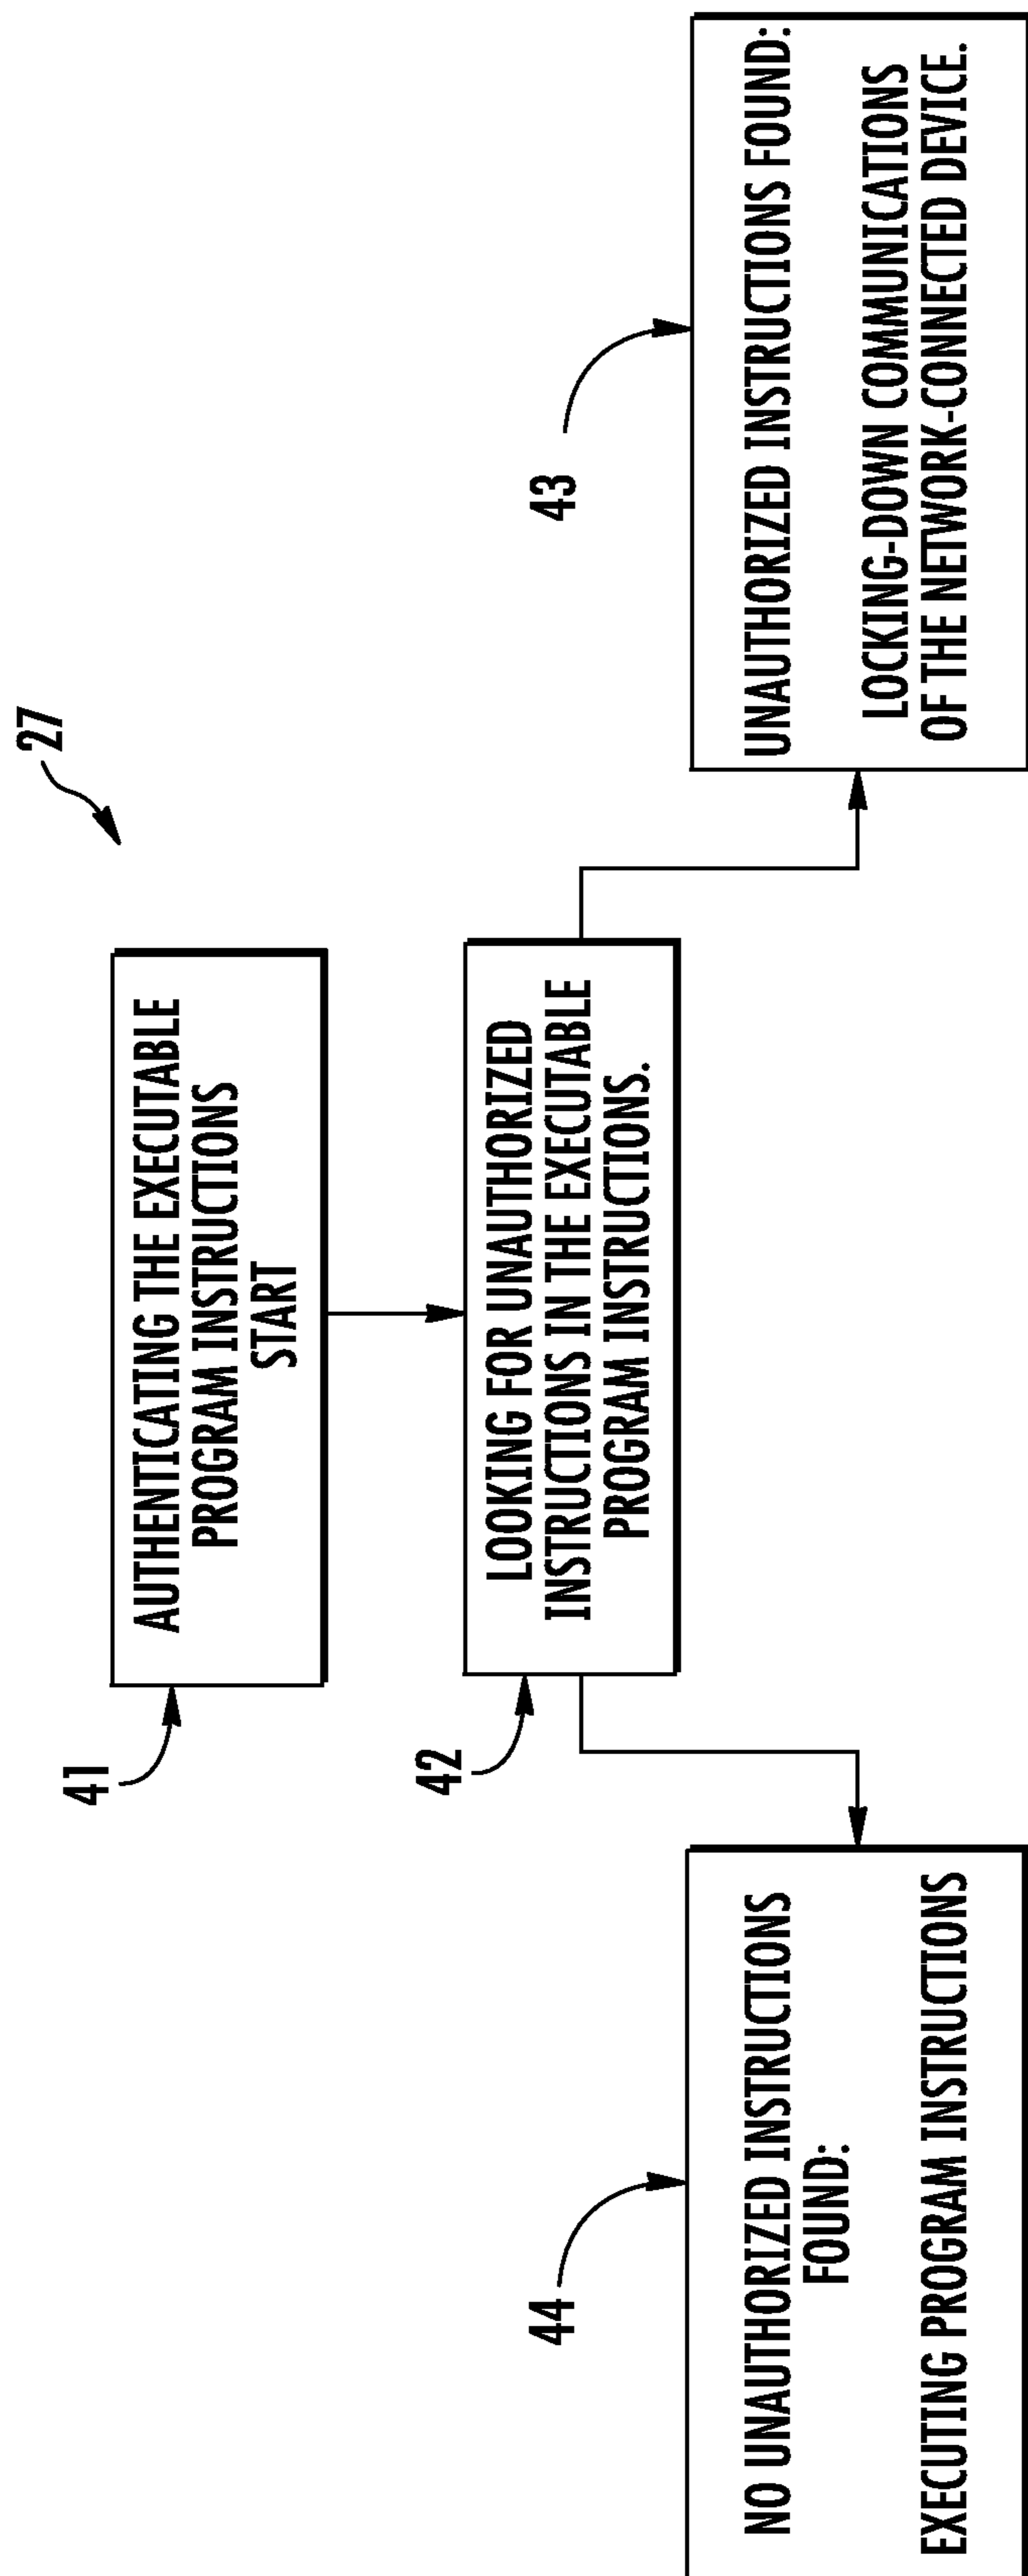 27
41
AUTHENTICATING THE EXECUTABLE
PROGRAM INSTRUCTIONS
START
42
LOOKING FOR UNAUTHORIZED
INSTRUCTIONS IN THE EXECUTABLE
PROGRAM INSTRUCTIONS.
44
NO UNAUTHORIZED INSTRUCTIONS
FOUND:
EXECUTING PROGRAM INSTRUCTIONS
43
UNAUTHORIZED INSTRUCTIONS FOUND:
LOCKING-DOWN COMMUNICATIONS
OF THE NETWORK-CONNECTED DEVICE.